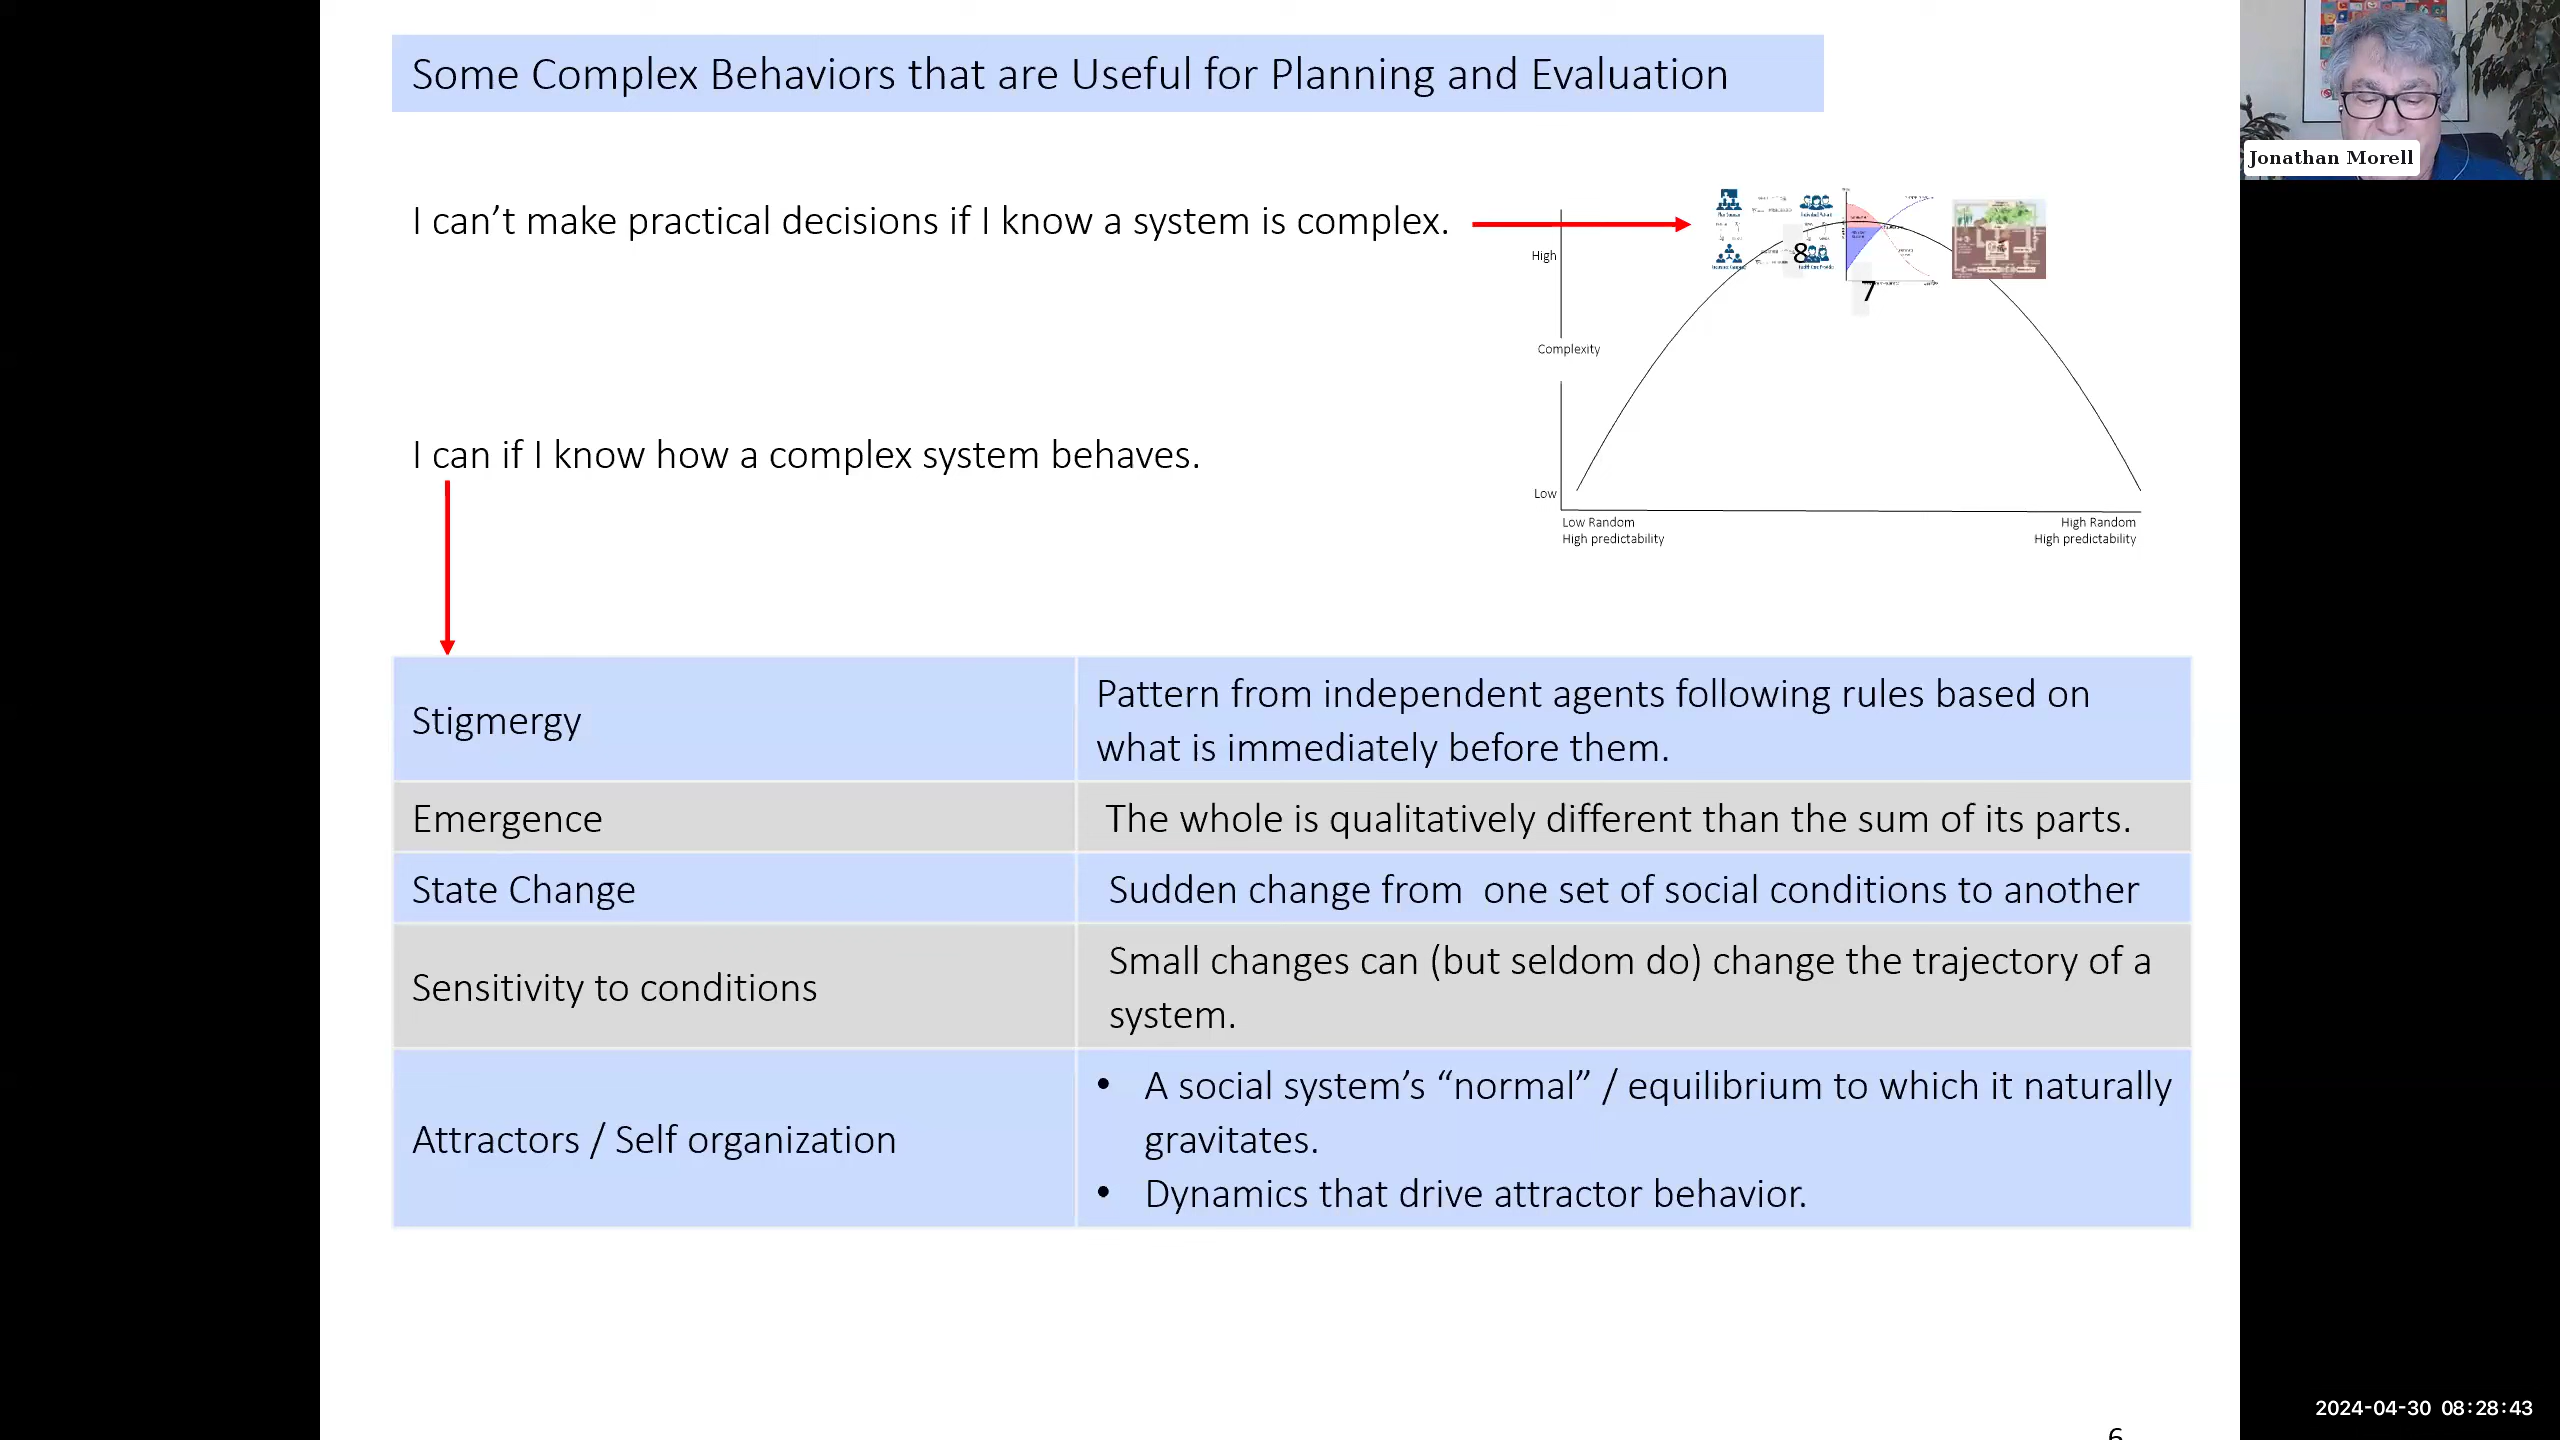 Some Complex Behaviors that are Useful for Planning and Evaluation
Jonathan Morell
I can’t make practical decisions if I know a system is complex.
High
8
7
Complexity
I can if I know how a complex system behaves.
Low
Low Random
High predictability
High Random
High predictability
Stigmergy
Pattern from independent agents following rules based on
what is immediately before them.
Emergence
The whole is qualitatively different than the sum of its parts.
State Change
Sudden change from one set of social conditions to another
Sensitivity to conditions
Small changes can (but seldom do) change the trajectory of a
system.
Attractors / Self organization
• A social system’s “normal” / equilibrium to which it naturally
gravitates.
• Dynamics that drive attractor behavior.
2024-04-30 08:28:43
6